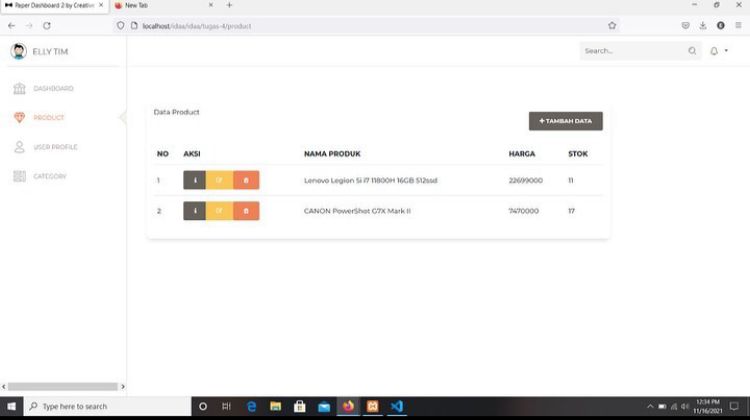 Paper Dashboard 2 by Creative
New Tab
localhost/idaa/idaa/tugas-4/product
ELLY TIM
Search...
DASHBOARD
PRODUCT
USER PROFILE
CATEGORY
Data Product
+ TAMBAH DATA
NO AKSI NAMA PRODUK HARGA STOK
1 Lenovo Legion 5i i7 11800H 16GB 512ssd 22699000 11
2 CANON PowerShot G7X Mark II 7470000 17
Type here to search
12:34 PM
11/16/2021